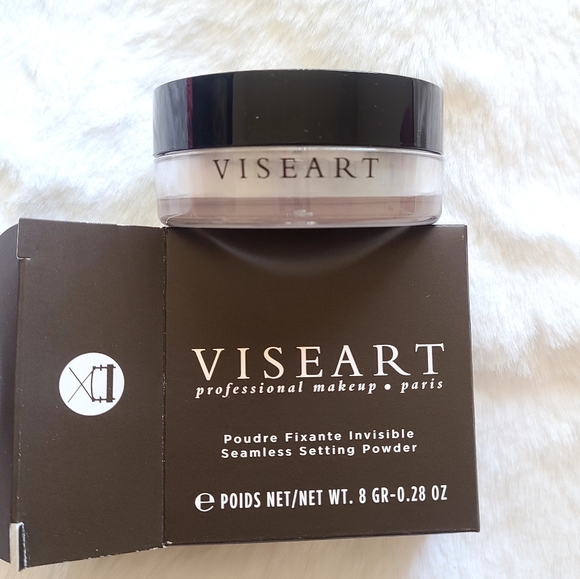 VISEART
VISEART
professional makeup • paris
Poudre Fixante Invisible
Seamless Setting Powder
℮ POIDS NET/NET WT. 8 GR-0.28 OZ